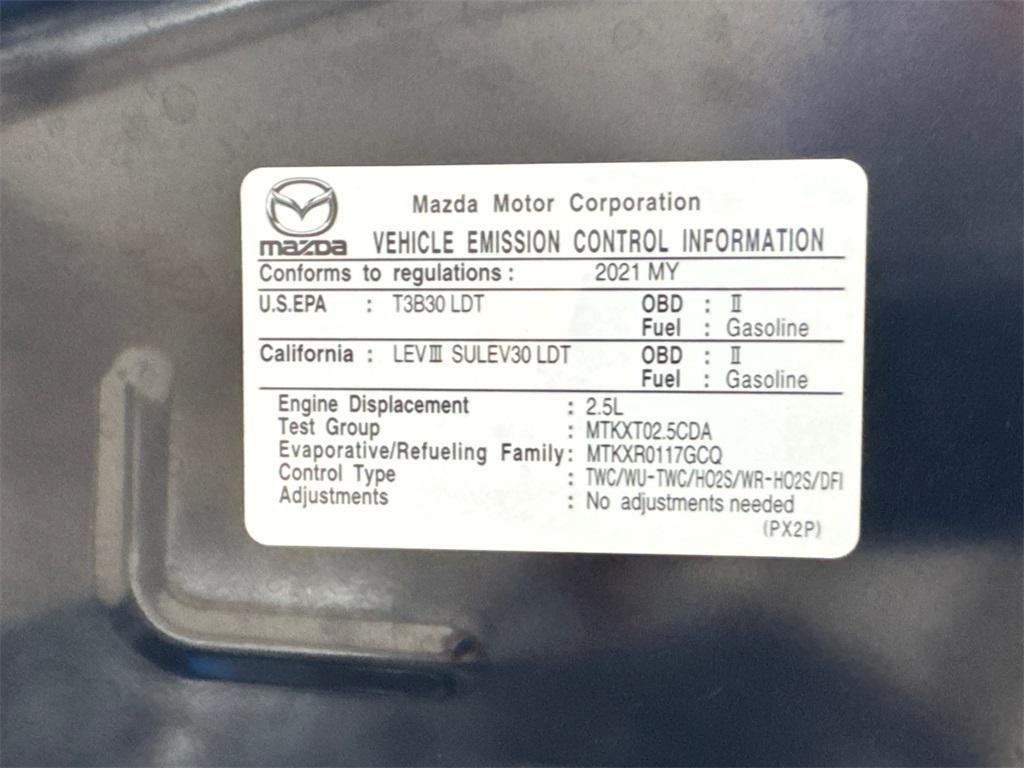 Mazda Motor Corporation
mazda VEHICLE EMISSION CONTROL INFORMATION
Conforms to regulations : 2021 MY
U.S.EPA : T3B30 LDT OBD : Ⅱ
Fuel : Gasoline
California : LEVⅢ SULEV30 LDT OBD : Ⅱ
Fuel : Gasoline
Engine Displacement : 2.5L
Test Group : MTKXT02.5CDA
Evaporative/Refueling Family : MTKXR0117GCQ
Control Type : TWC/WU-TWC/HO2S/WR-HO2S/DFI
Adjustments : No adjustments needed
(PX2P)